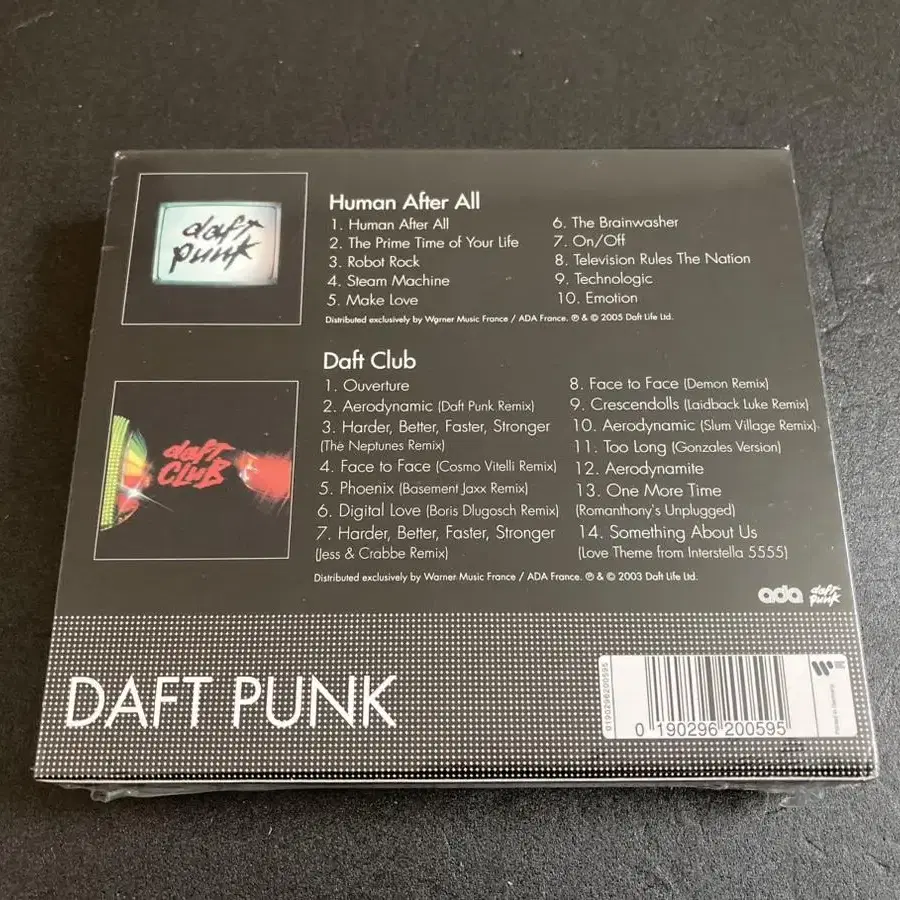 daft punk
Human After All
1. Human After All
2. The Prime Time of Your Life
3. Robot Rock
4. Steam Machine
5. Make Love
6. The Brainwasher
7. On/Off
8. Television Rules The Nation
9. Technologic
10. Emotion
Distributed exclusively by Warner Music France / ADA France. ℗ & © 2005 Daft Life Ltd.
daft CLUB
Daft Club
1. Ouverture
2. Aerodynamic (Daft Punk Remix)
3. Harder, Better, Faster, Stronger
(The Neptunes Remix)
4. Face to Face (Cosmo Vitelli Remix)
5. Phoenix (Basement Jaxx Remix)
6. Digital Love (Boris Dlugosch Remix)
7. Harder, Better, Faster, Stronger
(Jess & Crabbe Remix)
8. Face to Face (Demon Remix)
9. Crescendolls (Laidback Luke Remix)
10. Aerodynamic (Slum Village Remix)
11. Too Long (Gonzales Version)
12. Aerodynamite
13. One More Time
(Romanthony's Unplugged)
14. Something About Us
(Love Theme from Interstella 5555)
Distributed exclusively by Warner Music France / ADA France. ℗ & © 2003 Daft Life Ltd.
ada daft punk
DAFT PUNK
0190296200595
0 190296 200595
Printed in Germany